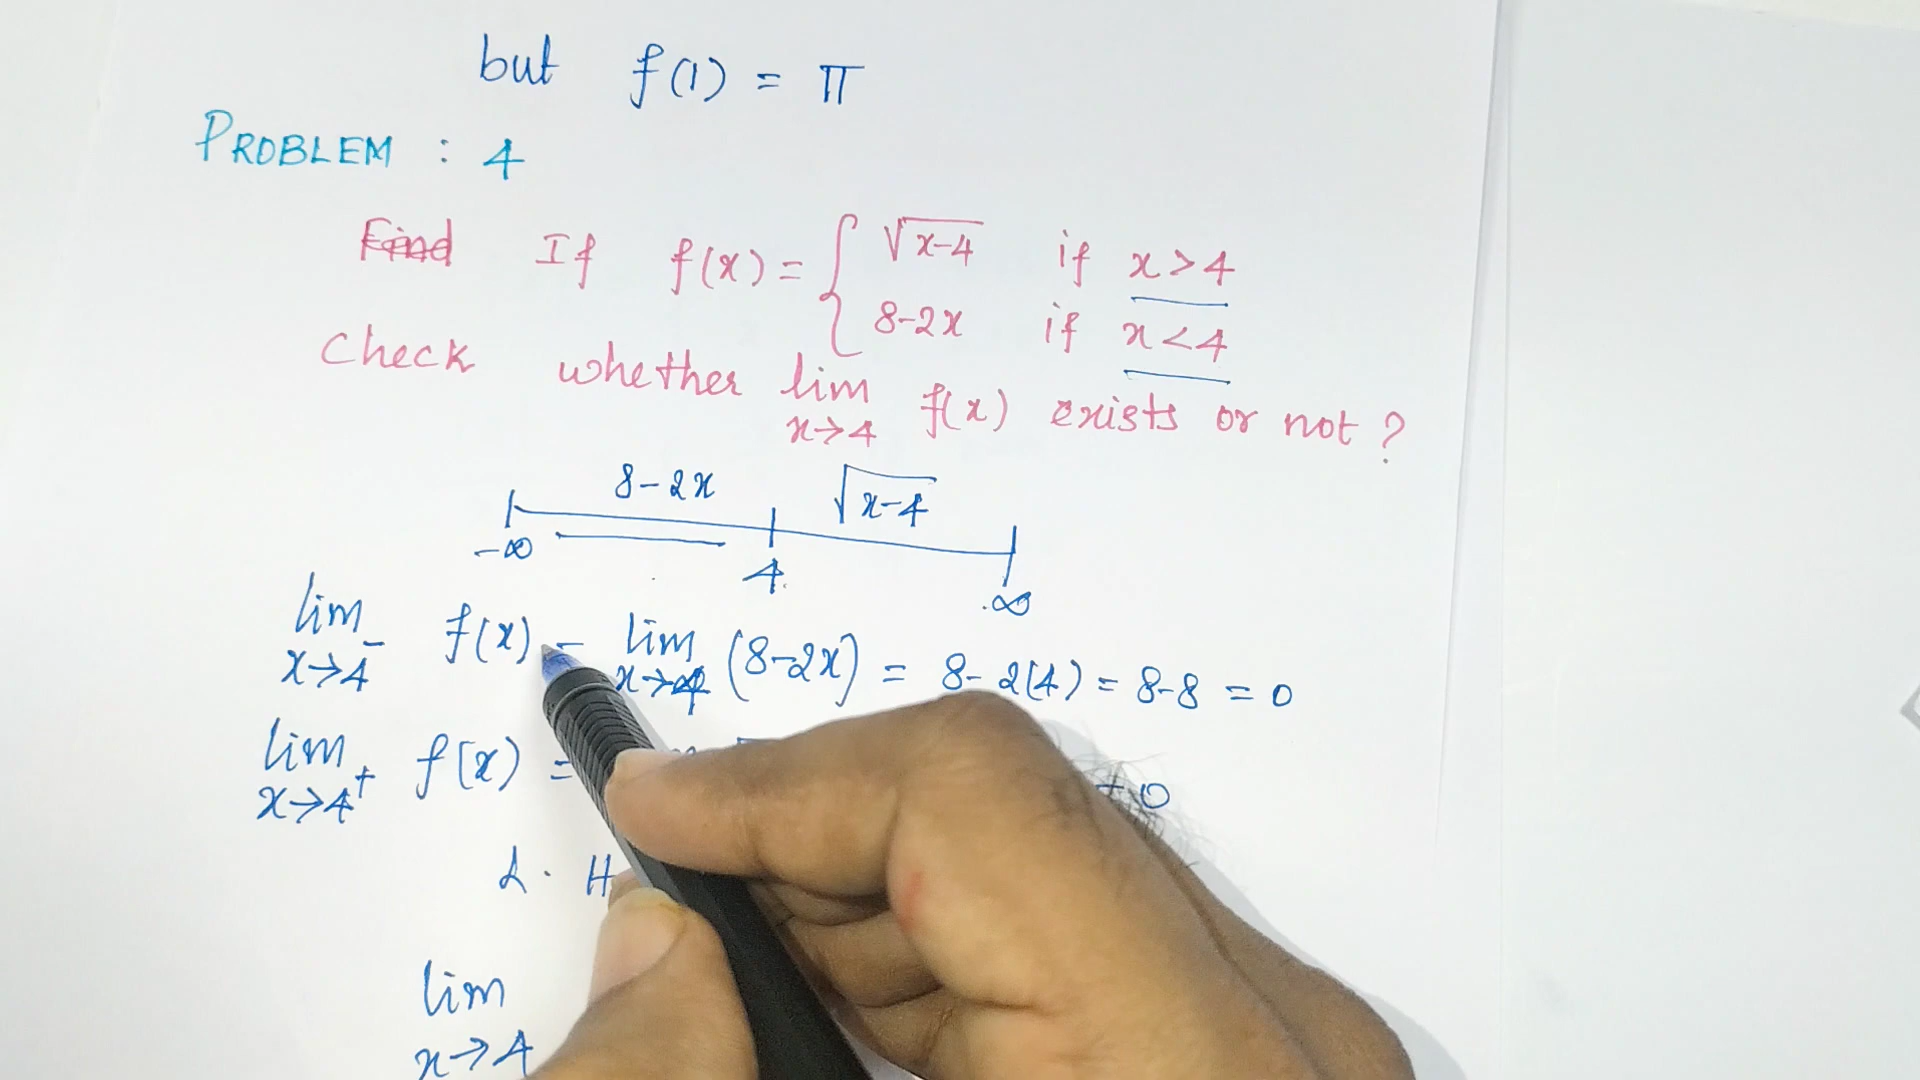 but f(1) = π
PROBLEM : 4
Find If f(x) = { √x-4 if x>4
8-2x if x<4
Check whether lim x→4 f(x) exists or not ?
8-2x √x-4
-∞ 4 ∞
lim x→4⁻ f(x) = lim x→4 (8-2x) = 8-2(4) = 8-8 = 0
lim x→4⁺ f(x) = 0
L. H
lim x→4